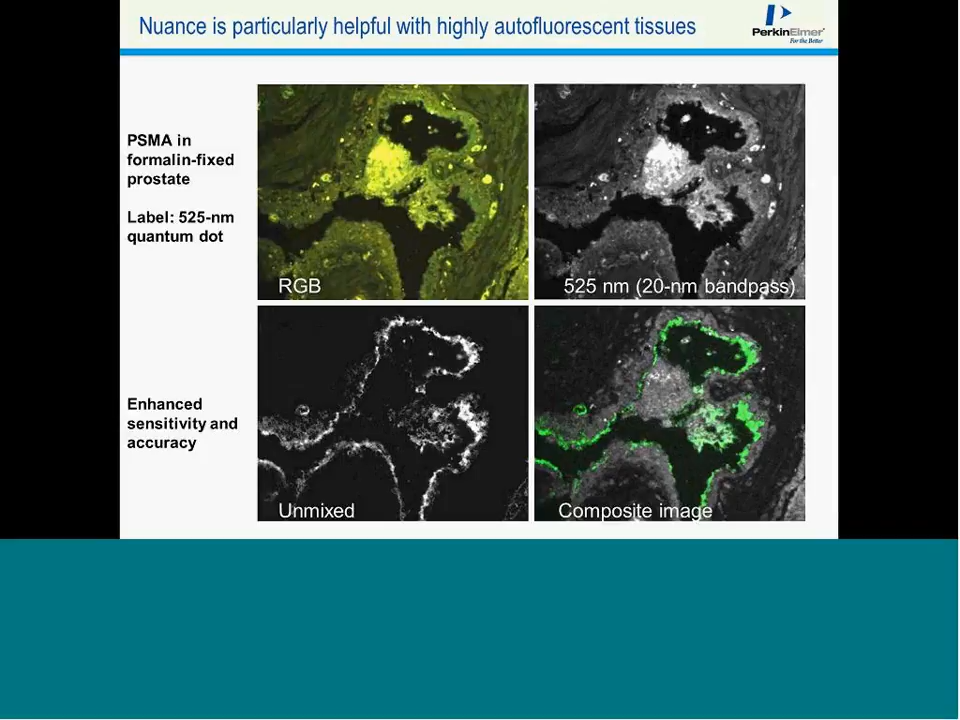 Nuance is particularly helpful with highly autofluorescent tissues
PerkinElmer
For the Better
PSMA in
formalin-fixed
prostate
Label: 525-nm
quantum dot
RGB
525 nm (20-nm bandpass)
Enhanced
sensitivity and
accuracy
Unmixed
Composite image